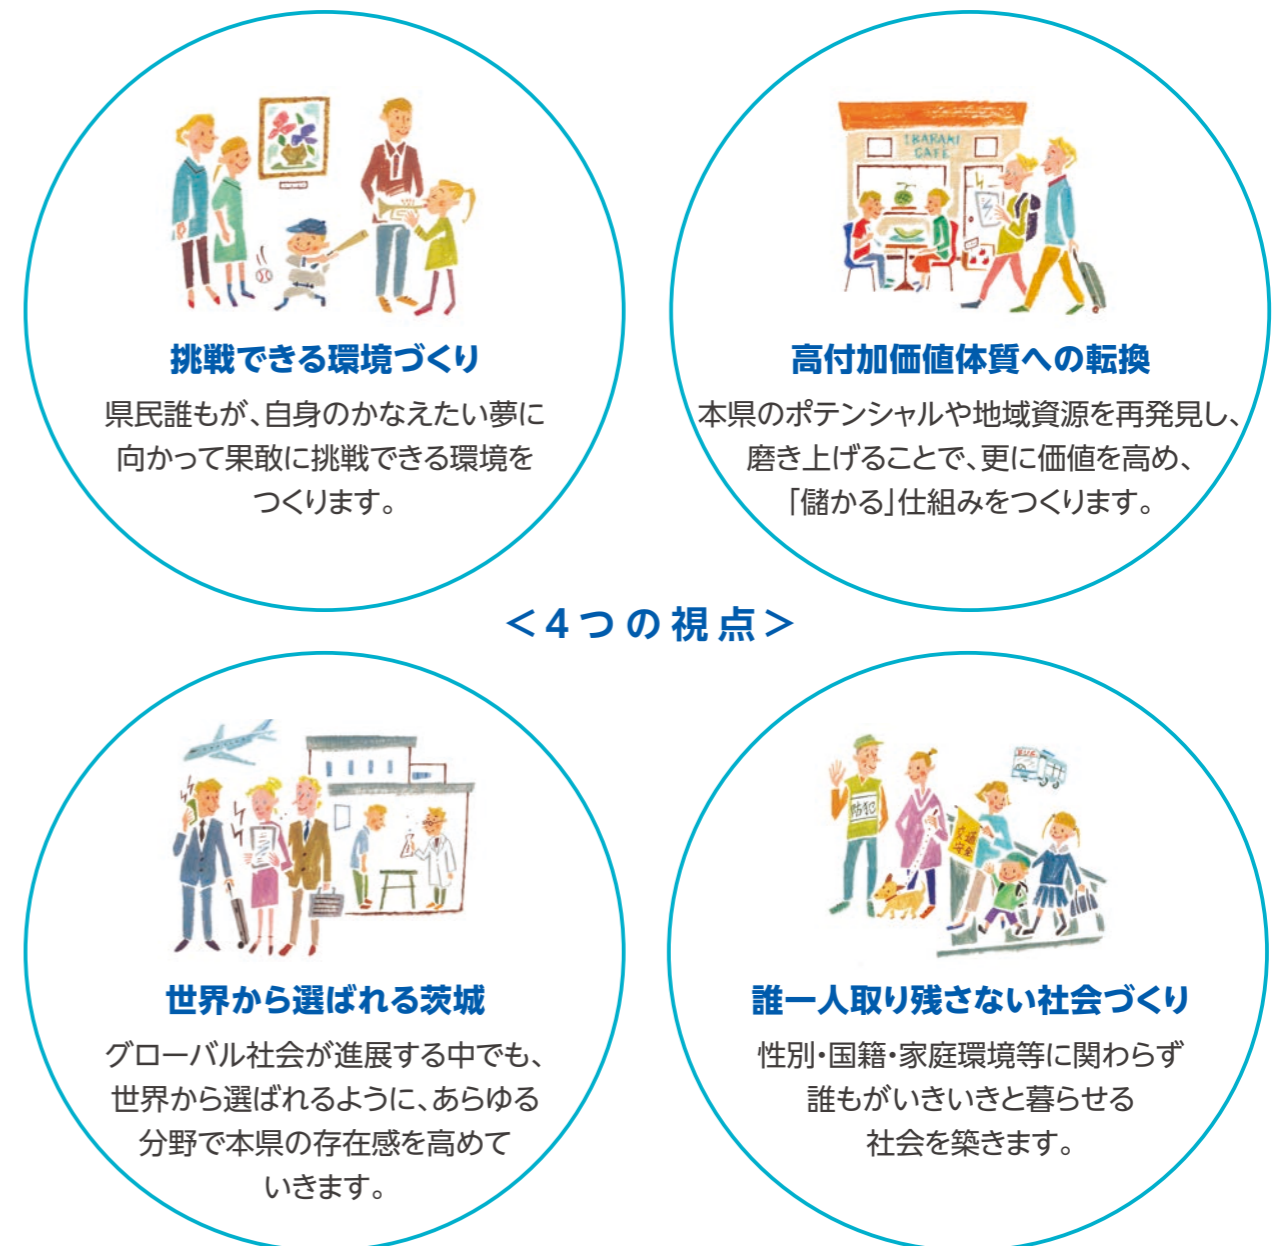 IBARAKI
CAFE
挑戦できる環境づくり
県民誰もが、自身のかなえたい夢に
向かって果敢に挑戦できる環境を
つくります。
高付加価値体質への転換
本県のポテンシャルや地域資源を再発見し、
磨き上げることで、更に価値を高め、
「儲かる」仕組みをつくります。
＜4つの視点＞
世界から選ばれる茨城
グローバル社会が進展する中でも、
世界から選ばれるように、あらゆる
分野で本県の存在感を高めて
いきます。
防犯
交通
安全
誰一人取り残さない社会づくり
性別・国籍・家庭環境等に関わらず
誰もがいきいきと暮らせる
社会を築きます。